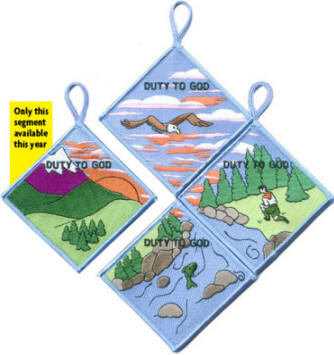 DUTY TO GOD
Only this
segment
available
this year
DUTY TO GOD
DUTY TO GOD
DUTY TO GOD